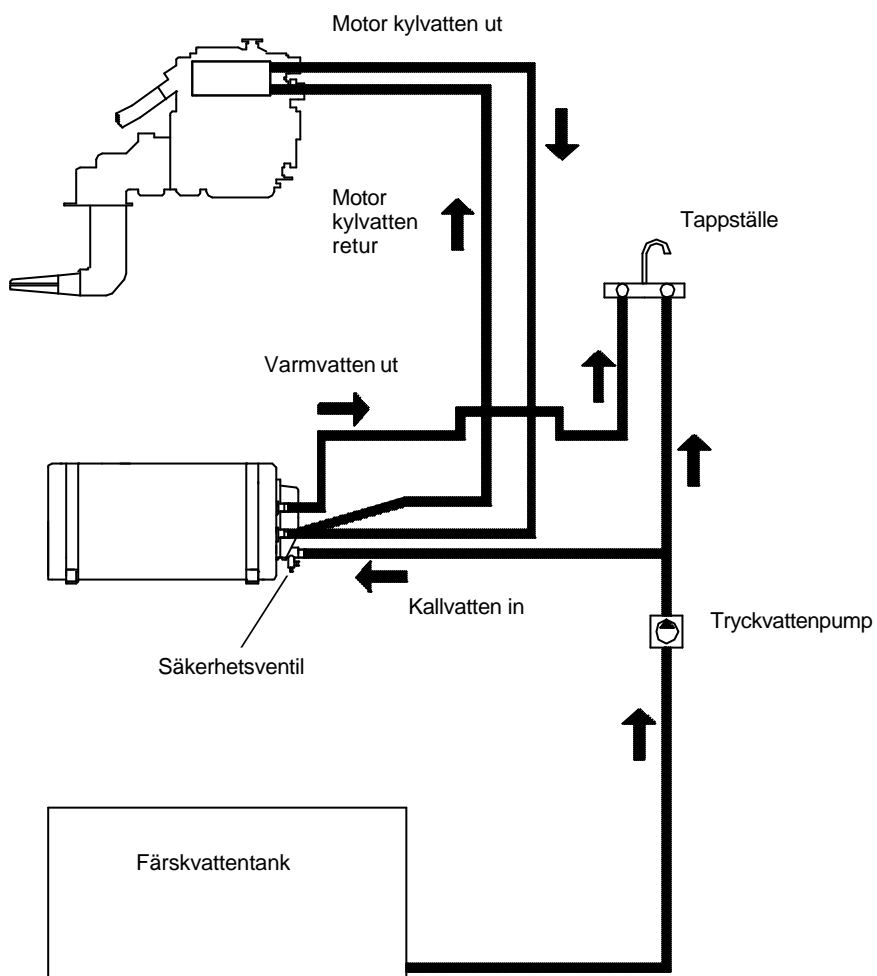 Motor kylvatten ut
Motor
kylvatten
retur
Tappställe
Varmvatten ut
Kallvatten in
Tryckvattenpump
Säkerhetsventil
Färskvattentank